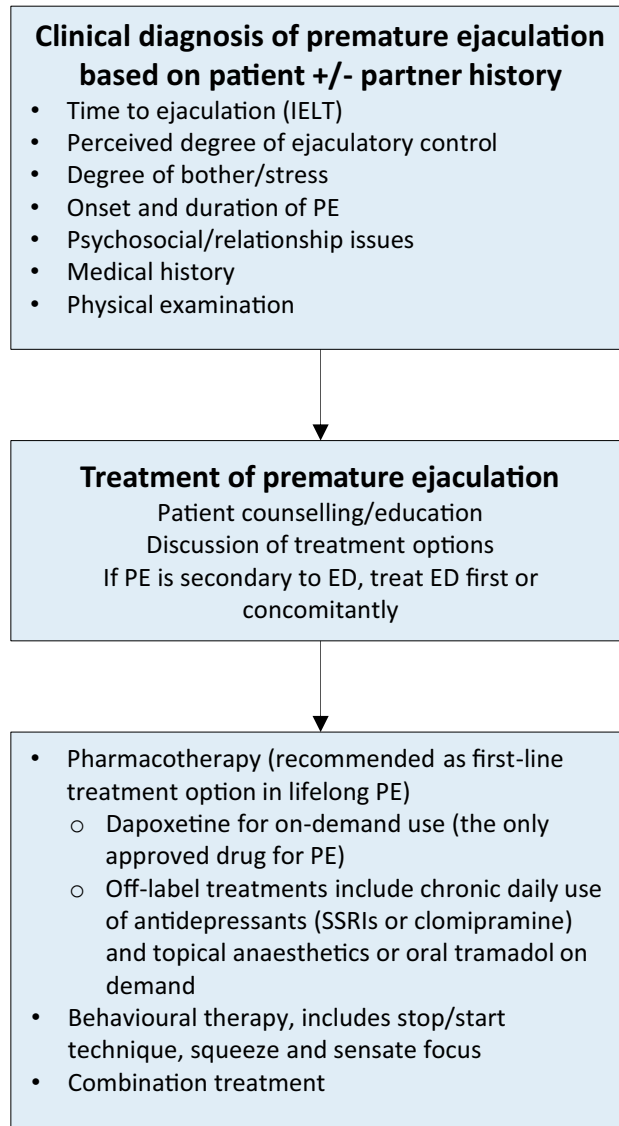 Clinical diagnosis of premature ejaculation
based on patient +/- partner history
• Time to ejaculation (IELT)
• Perceived degree of ejaculatory control
• Degree of bother/stress
• Onset and duration of PE
• Psychosocial/relationship issues
• Medical history
• Physical examination
Treatment of premature ejaculation
Patient counselling/education
Discussion of treatment options
If PE is secondary to ED, treat ED first or
concomitantly
• Pharmacotherapy (recommended as first-line
treatment option in lifelong PE)
o Dapoxetine for on-demand use (the only
approved drug for PE)
o Off-label treatments include chronic daily use
of antidepressants (SSRIs or clomipramine)
and topical anaesthetics or oral tramadol on
demand
• Behavioural therapy, includes stop/start
technique, squeeze and sensate focus
• Combination treatment